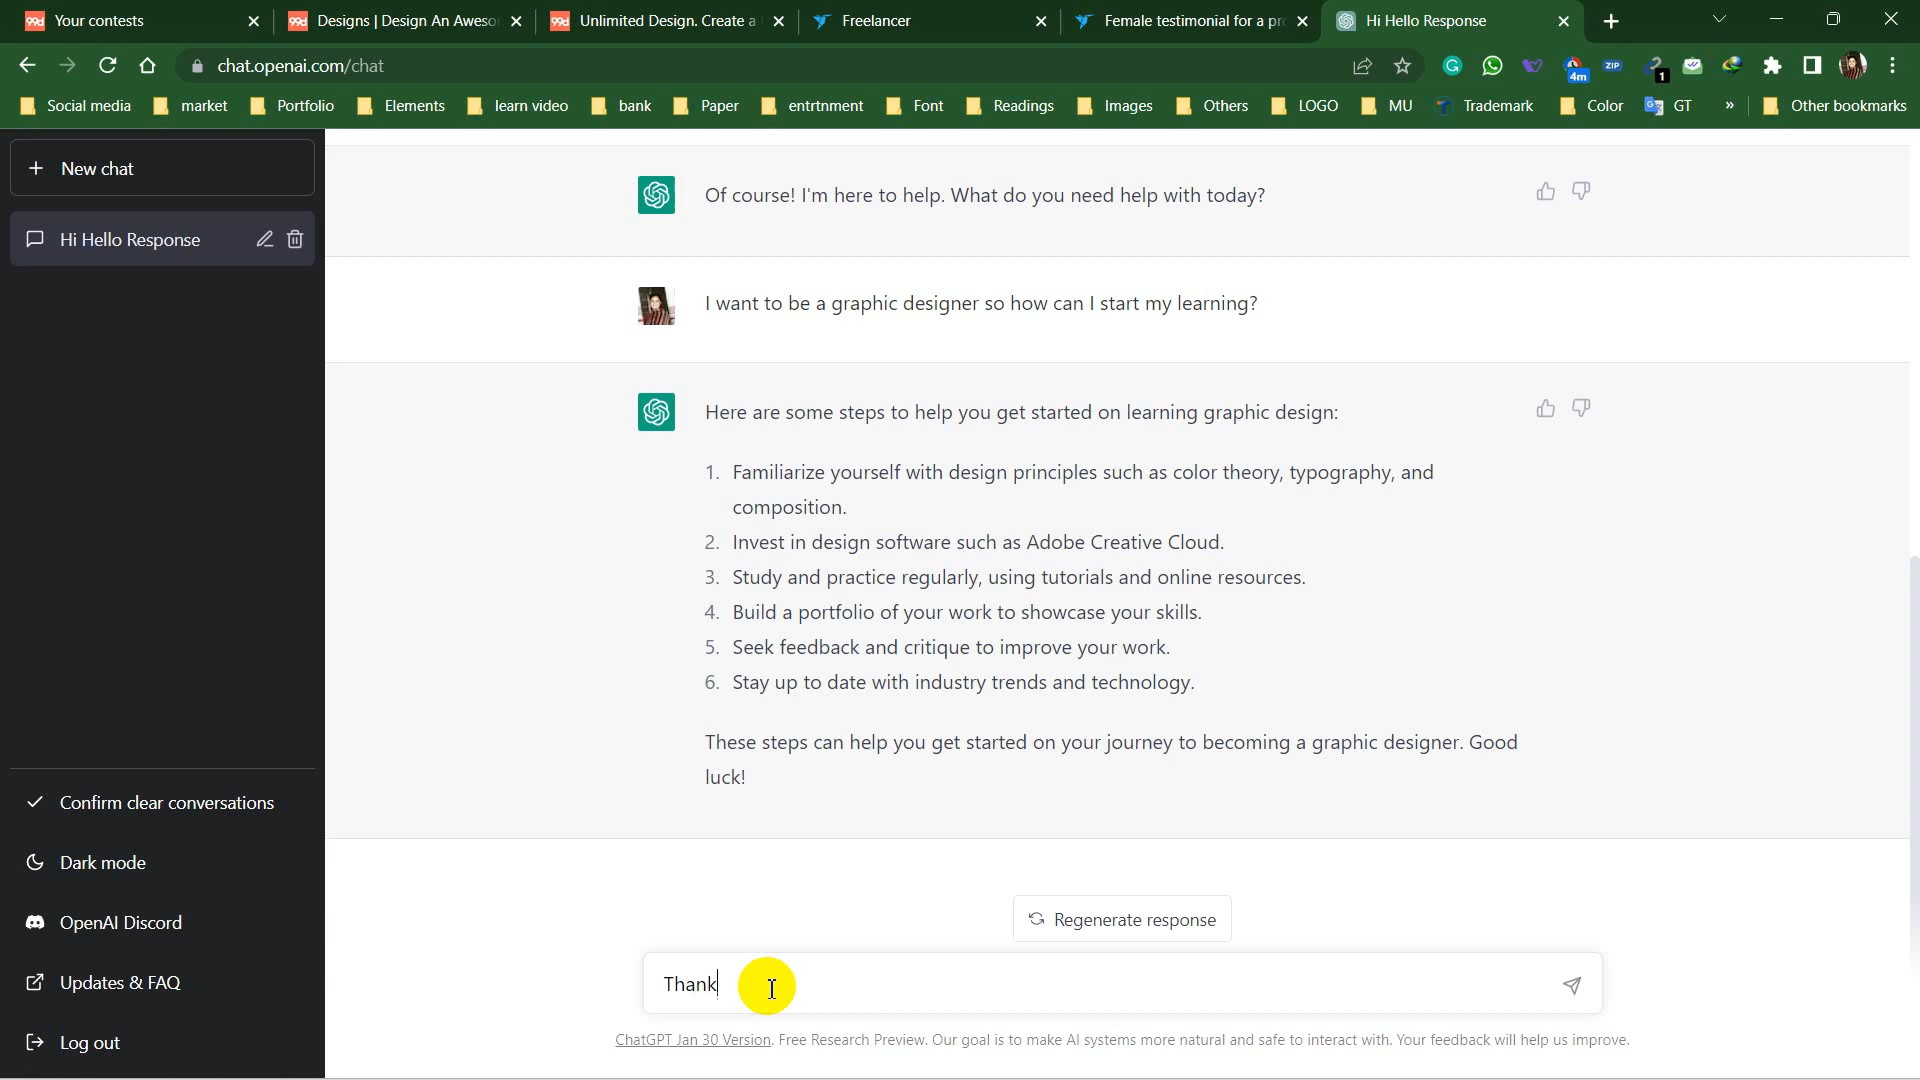 Your contests
Designs | Design An Aweso
Unlimited Design. Create a
Freelancer
Female testimonial for a pr
Hi Hello Response
chat.openai.com/chat
4m
ZIP
1
Social media
market
Portfolio
Elements
learn video
bank
Paper
entrtnment
Font
Readings
Images
Others
LOGO
MU
Trademark
Color
GT
»
Other bookmarks
New chat
Hi Hello Response
Of course! I'm here to help. What do you need help with today?
I want to be a graphic designer so how can I start my learning?
Here are some steps to help you get started on learning graphic design:
1. Familiarize yourself with design principles such as color theory, typography, and
composition.
2. Invest in design software such as Adobe Creative Cloud.
3. Study and practice regularly, using tutorials and online resources.
4. Build a portfolio of your work to showcase your skills.
5. Seek feedback and critique to improve your work.
6. Stay up to date with industry trends and technology.
These steps can help you get started on your journey to becoming a graphic designer. Good
luck!
Confirm clear conversations
Dark mode
OpenAI Discord
Updates & FAQ
Log out
Regenerate response
Thank
ChatGPT Jan 30 Version. Free Research Preview. Our goal is to make AI systems more natural and safe to interact with. Your feedback will help us improve.